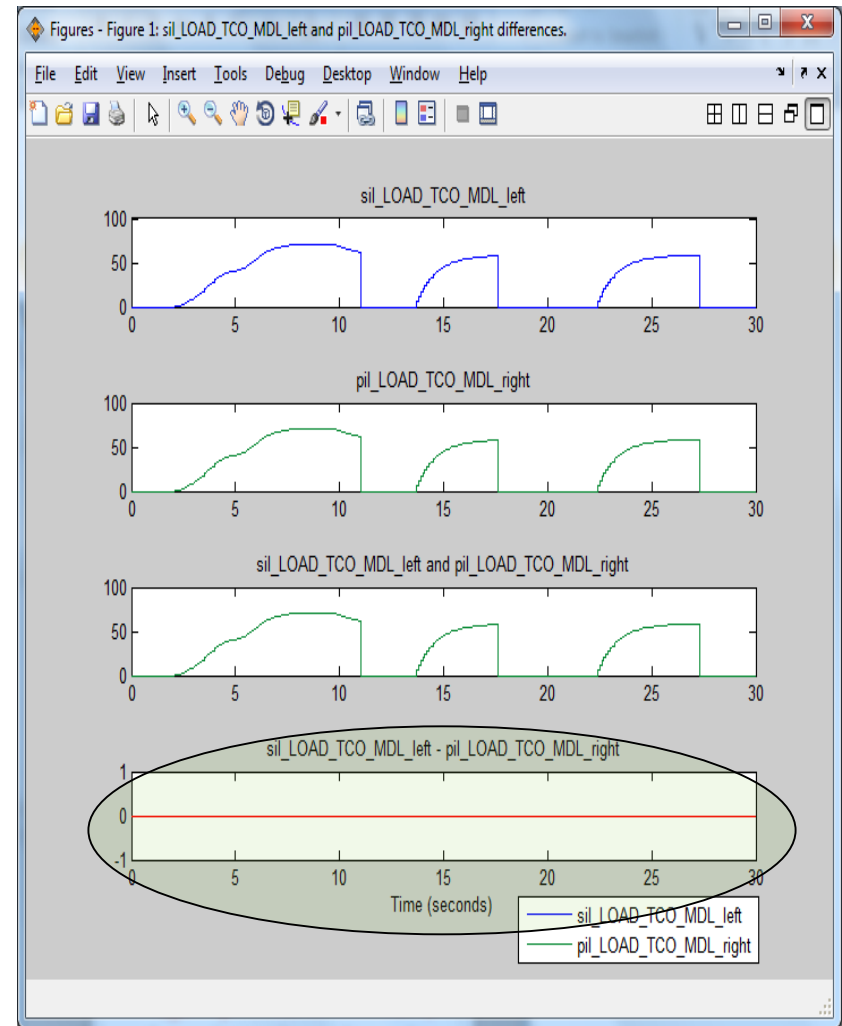 Figures - Figure 1: sil_LOAD_TCO_MDL_left and pil_LOAD_TCO_MDL_right differences.
File Edit View Insert Tools Debug Desktop Window Help
sil_LOAD_TCO_MDL_left
100
50
0
0 5 10 15 20 25 30
pil_LOAD_TCO_MDL_right
100
50
0
0 5 10 15 20 25 30
sil_LOAD_TCO_MDL_left and pil_LOAD_TCO_MDL_right
100
50
0
0 5 10 15 20 25 30
sil_LOAD_TCO_MDL_left - pil_LOAD_TCO_MDL_right
1
0
-1
0 5 10 15 20 25 30
Time (seconds)
sil_LOAD_TCO_MDL_left
pil_LOAD_TCO_MDL_right